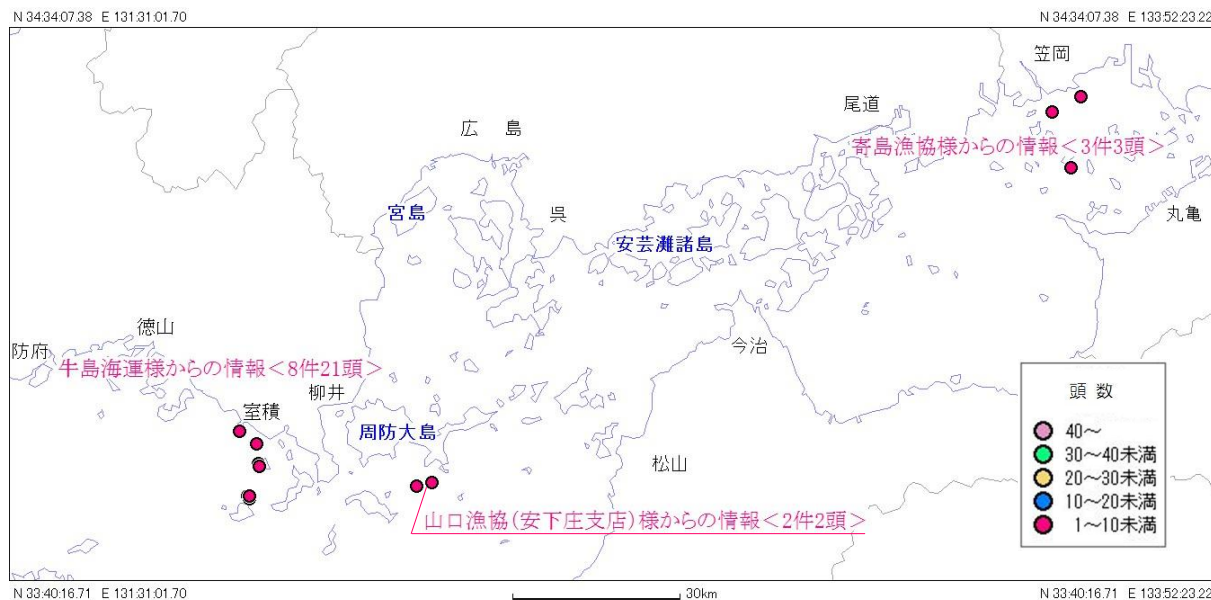 N 34:34:07.38 E 131:31:01.70
N 34:34:07.38 E 133:52:23.22
笠岡
尾道
広島
寄島漁協様からの情報＜3件3頭＞
宮島
呉
丸亀
安芸灘諸島
徳山
防府
今治
牛島海運様からの情報＜8件21頭＞
柳井
室積
周防大島
松山
山口漁協(安下庄支店)様からの情報＜2件2頭＞
頭数
40～
30～40未満
20～30未満
10～20未満
1～10未満
N 33:40:16.71 E 131:31:01.70
30km
N 33:40:16.71 E 133:52:23.22